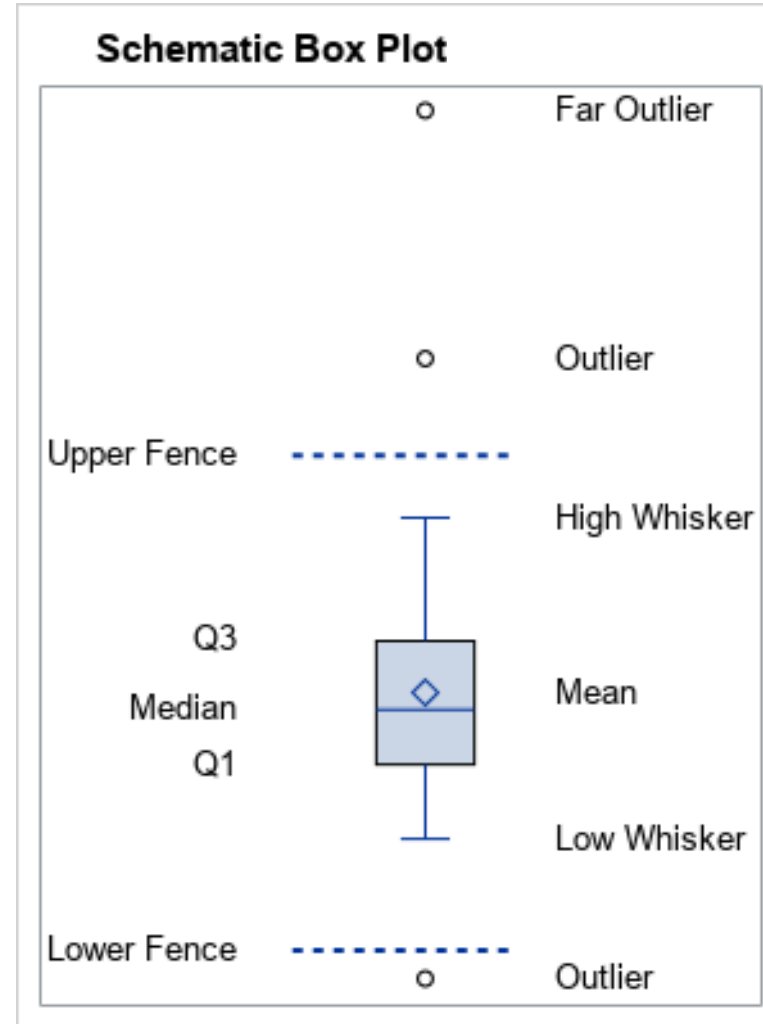 Schematic Box Plot
Far Outlier
Outlier
Upper Fence
High Whisker
Q3
Mean
Median
Q1
Low Whisker
Lower Fence
Outlier